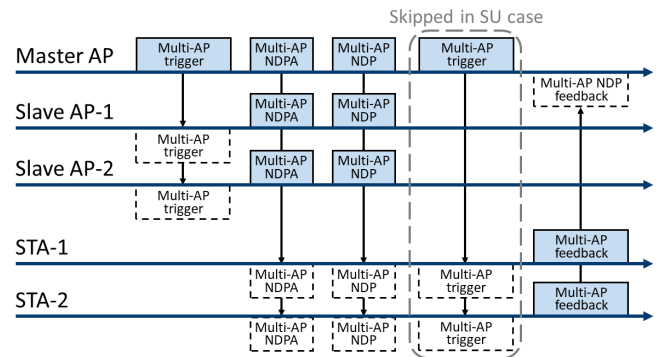 Skipped in SU case
Master AP
Multi-AP
trigger
Multi-AP
NDPA
Multi-AP
NDP
Multi-AP
trigger
Multi-AP NDP
feedback
Slave AP-1
Multi-AP
trigger
Multi-AP
NDPA
Multi-AP
NDP
Slave AP-2
Multi-AP
trigger
Multi-AP
NDPA
Multi-AP
NDP
STA-1
Multi-AP
feedback
Multi-AP
NDPA
Multi-AP
NDP
Multi-AP
trigger
STA-2
Multi-AP
feedback
Multi-AP
NDPA
Multi-AP
NDP
Multi-AP
trigger